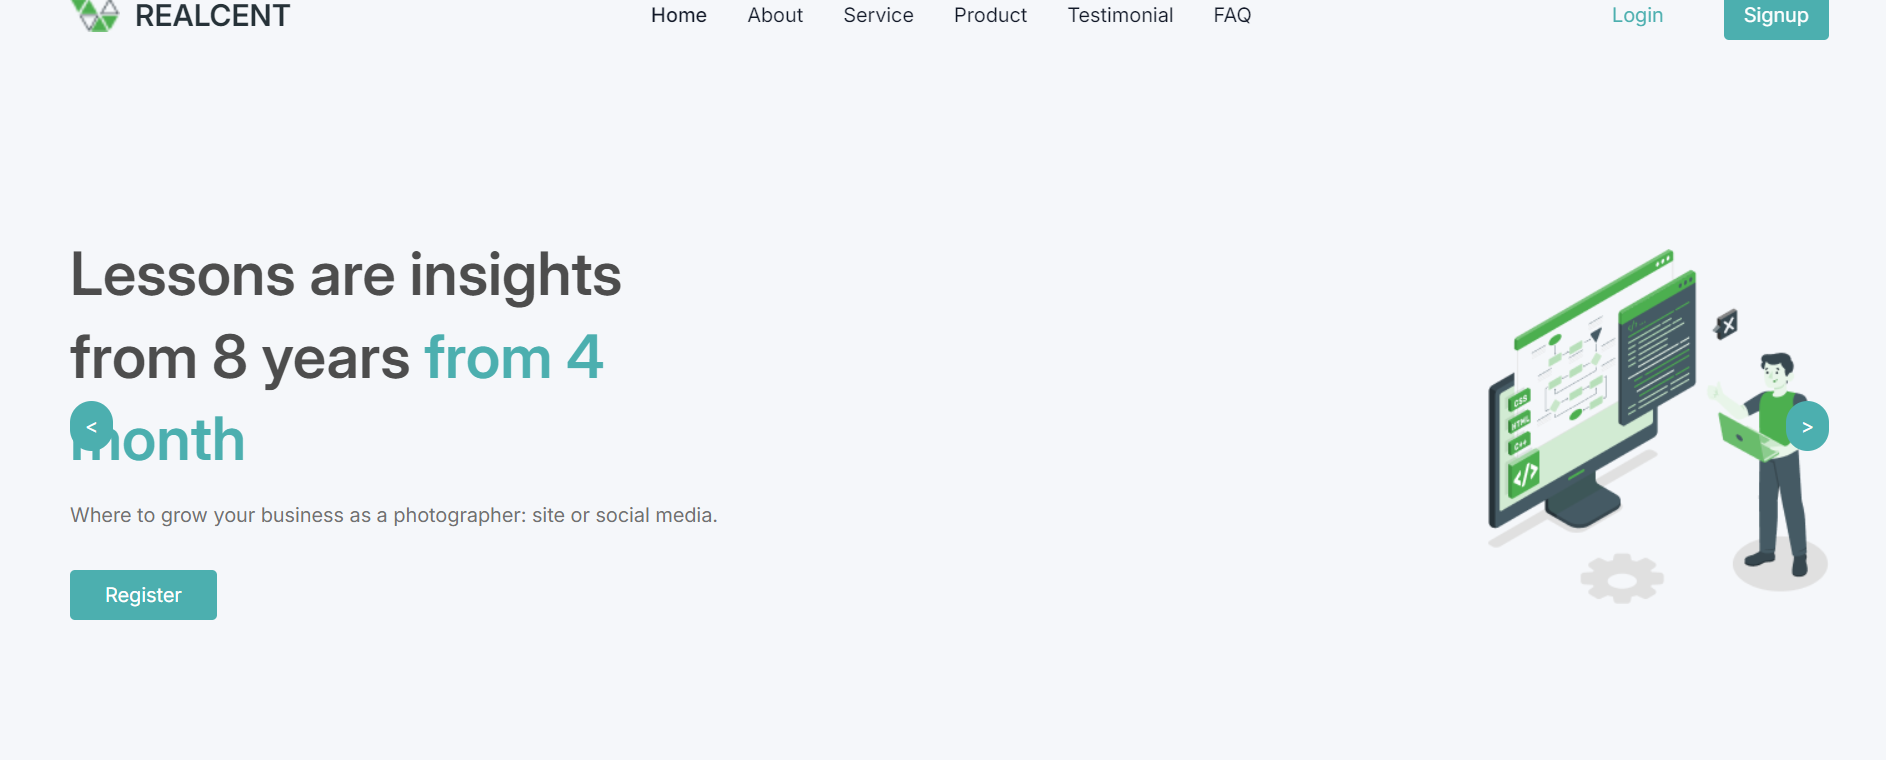 REALCENT
Home About Service Product Testimonial FAQ
Login Signup
Lessons are insights
from 8 years from 4
month
Where to grow your business as a photographer: site or social media.
Register
<
>
CSS
HTML
C++
</>
X